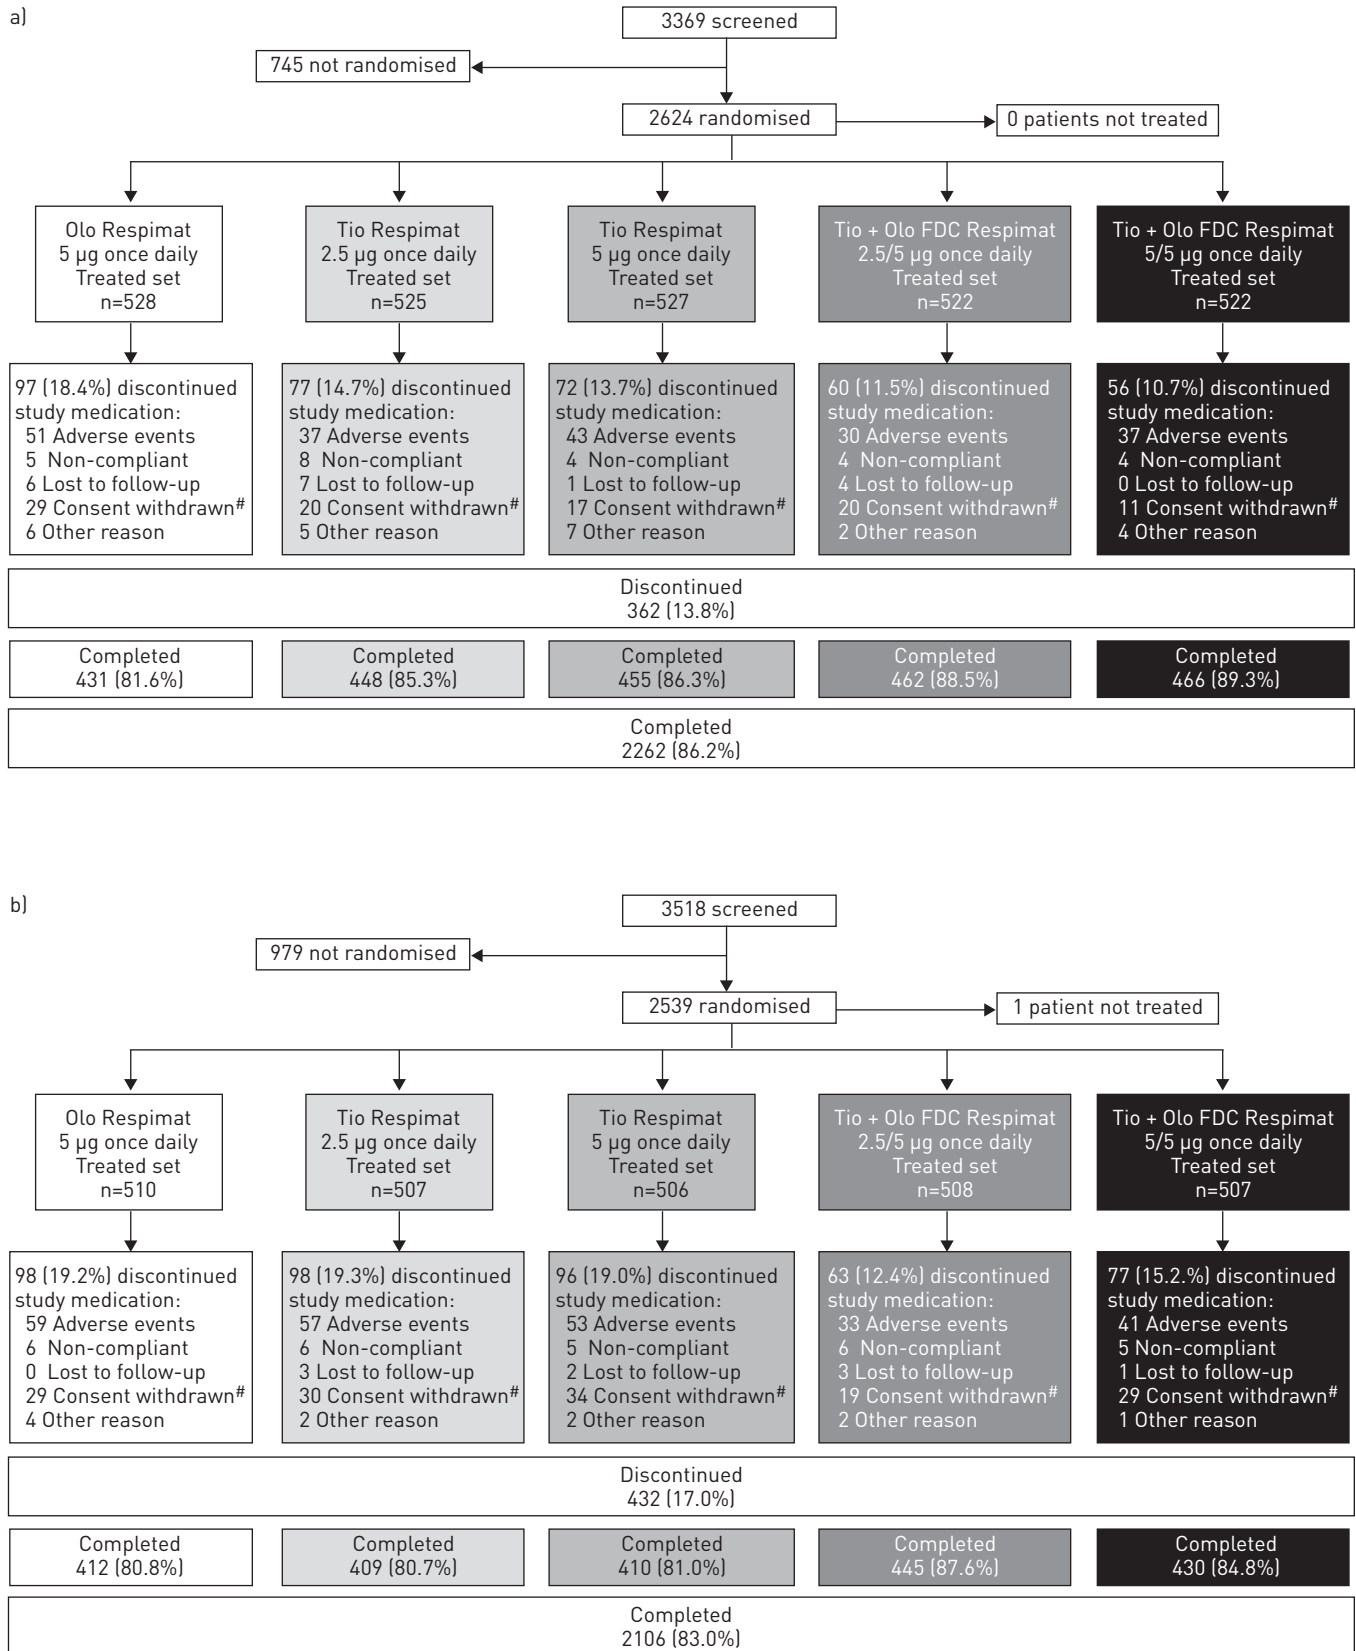 a)
3369 screened
745 not randomised
2624 randomised
0 patients not treated
Olo Respimat
5 µg once daily
Treated set
n=528
Tio Respimat
2.5 µg once daily
Treated set
n=525
Tio Respimat
5 µg once daily
Treated set
n=527
Tio + Olo FDC Respimat
2.5/5 µg once daily
Treated set
n=522
Tio + Olo FDC Respimat
5/5 µg once daily
Treated set
n=522
97 (18.4%) discontinued
study medication:
51 Adverse events
5 Non-compliant
6 Lost to follow-up
29 Consent withdrawn#
6 Other reason
77 (14.7%) discontinued
study medication:
37 Adverse events
8 Non-compliant
7 Lost to follow-up
20 Consent withdrawn#
5 Other reason
72 (13.7%) discontinued
study medication:
43 Adverse events
4 Non-compliant
1 Lost to follow-up
17 Consent withdrawn#
7 Other reason
60 (11.5%) discontinued
study medication:
30 Adverse events
4 Non-compliant
4 Lost to follow-up
20 Consent withdrawn#
2 Other reason
56 (10.7%) discontinued
study medication:
37 Adverse events
4 Non-compliant
0 Lost to follow-up
11 Consent withdrawn#
4 Other reason
Discontinued
362 (13.8%)
Completed
431 (81.6%)
Completed
448 (85.3%)
Completed
455 (86.3%)
Completed
462 (88.5%)
Completed
466 (89.3%)
Completed
2262 (86.2%)
b)
3518 screened
979 not randomised
2539 randomised
1 patient not treated
Olo Respimat
5 µg once daily
Treated set
n=510
Tio Respimat
2.5 µg once daily
Treated set
n=507
Tio Respimat
5 µg once daily
Treated set
n=506
Tio + Olo FDC Respimat
2.5/5 µg once daily
Treated set
n=508
Tio + Olo FDC Respimat
5/5 µg once daily
Treated set
n=507
98 (19.2%) discontinued
study medication:
59 Adverse events
6 Non-compliant
0 Lost to follow-up
29 Consent withdrawn#
4 Other reason
98 (19.3%) discontinued
study medication:
57 Adverse events
6 Non-compliant
3 Lost to follow-up
30 Consent withdrawn#
2 Other reason
96 (19.0%) discontinued
study medication:
53 Adverse events
5 Non-compliant
2 Lost to follow-up
34 Consent withdrawn#
2 Other reason
63 (12.4%) discontinued
study medication:
33 Adverse events
6 Non-compliant
3 Lost to follow-up
19 Consent withdrawn#
2 Other reason
77 (15.2.%) discontinued
study medication:
41 Adverse events
5 Non-compliant
1 Lost to follow-up
29 Consent withdrawn#
1 Other reason
Discontinued
432 (17.0%)
Completed
412 (80.8%)
Completed
409 (80.7%)
Completed
410 (81.0%)
Completed
445 (87.6%)
Completed
430 (84.8%)
Completed
2106 (83.0%)